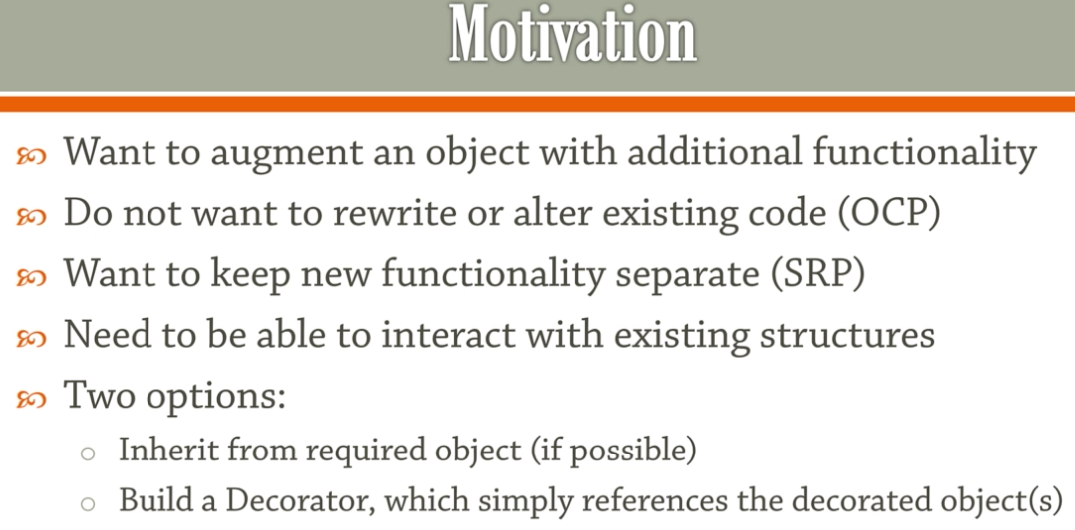 Motivation
Want to augment an object with additional functionality
Do not want to rewrite or alter existing code (OCP)
Want to keep new functionality separate (SRP)
Need to be able to interact with existing structures
Two options:
Inherit from required object (if possible)
Build a Decorator, which simply references the decorated object(s)